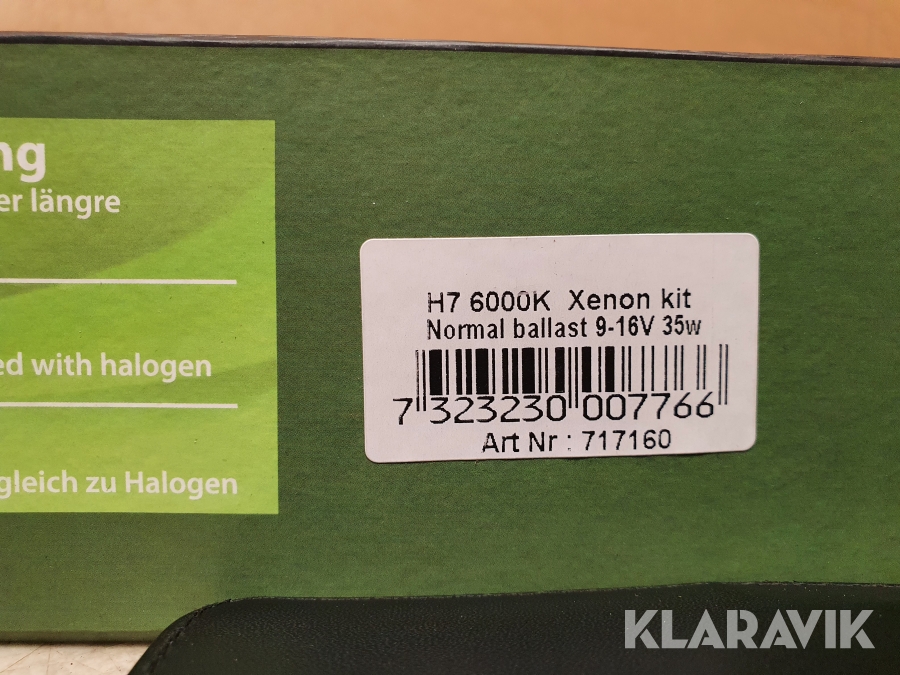 ng
er längre
ed with halogen
gleich zu Halogen
H7 6000K Xenon kit
Normal ballast 9-16V 35w
7 323230 007766
Art Nr : 717160
KLARAVIK